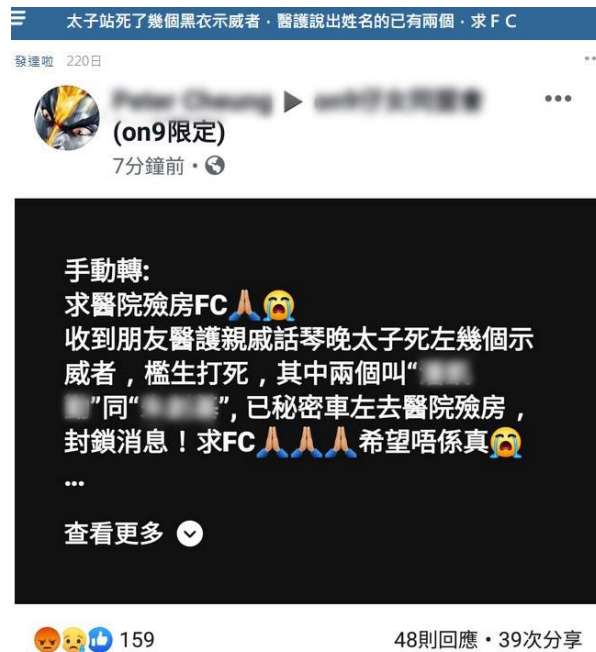 太子站死了幾個黑衣示威者．醫護說出姓名的已有兩個．求ＦＣ
發達啦 220日
(on9限定)
7分鐘前・
手動轉:
求醫院殮房FC🙏🏽😭
收到朋友醫護親戚話琴晚太子死左幾個示
威者，檻生打死，其中兩個叫“
”同“”, 已秘密車左去醫院殮房，
封鎖消息！求FC🙏🏽🙏🏽🙏🏽希望唔係真😭
...
查看更多
159
48則回應・39次分享